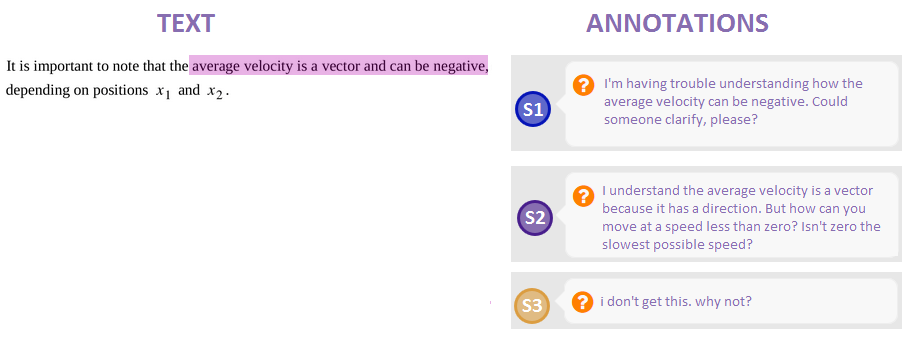 TEXT
It is important to note that the average velocity is a vector and can be negative,
depending on positions x₁ and x₂.
ANNOTATIONS
S1
?
I'm having trouble understanding how the
average velocity can be negative. Could
someone clarify, please?
S2
?
I understand the average velocity is a vector
because it has a direction. But how can you
move at a speed less than zero? Isn't zero the
slowest possible speed?
S3
?
i don't get this. why not?